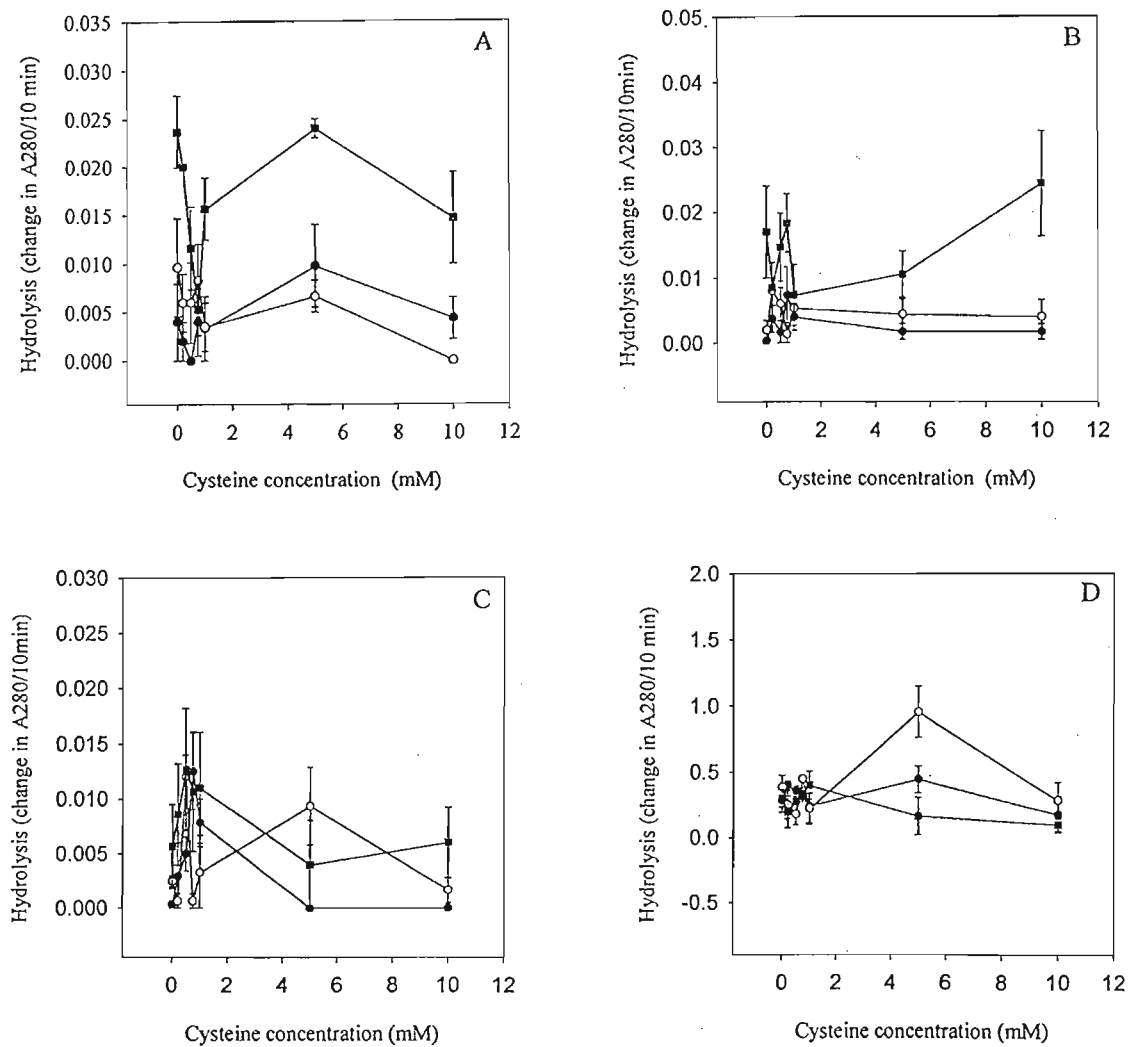 A
Hydrolysis (change in A280/10 min)
0.035
0.030
0.025
0.020
0.015
0.010
0.005
0.000
0 2 4 6 8 10 12
Cysteine concentration (mM)
B
Hydrolysis (change in A280/10min)
0.05
0.04
0.03
0.02
0.01
0.00
0 2 4 6 8 10 12
Cysteine concentration (mM)
C
Hydrolysis (change in A280/10min)
0.030
0.025
0.020
0.015
0.010
0.005
0.000
0 2 4 6 8 10 12
Cysteine concentration (mM)
D
Hydrolysis (change in A280/10 min)
2.0
1.5
1.0
0.5
0.0
-0.5
0 2 4 6 8 10 12
Cysteine concentration (mM)